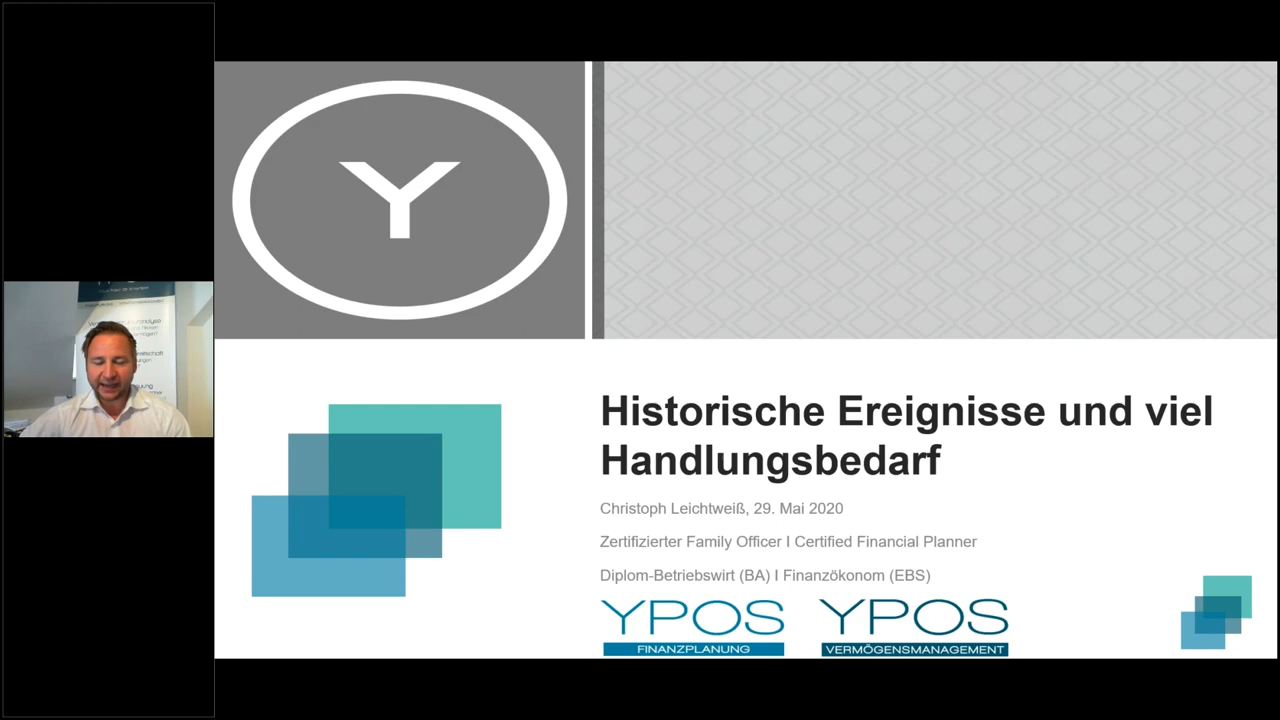 Y
Historische Ereignisse und viel
Handlungsbedarf
Christoph Leichtweiß, 29. Mai 2020
Zertifizierter Family Officer I Certified Financial Planner
Diplom-Betriebswirt (BA) I Finanzökonom (EBS)
YPOS YPOS
FINANZPLANUNG VERMÖGENSMANAGEMENT